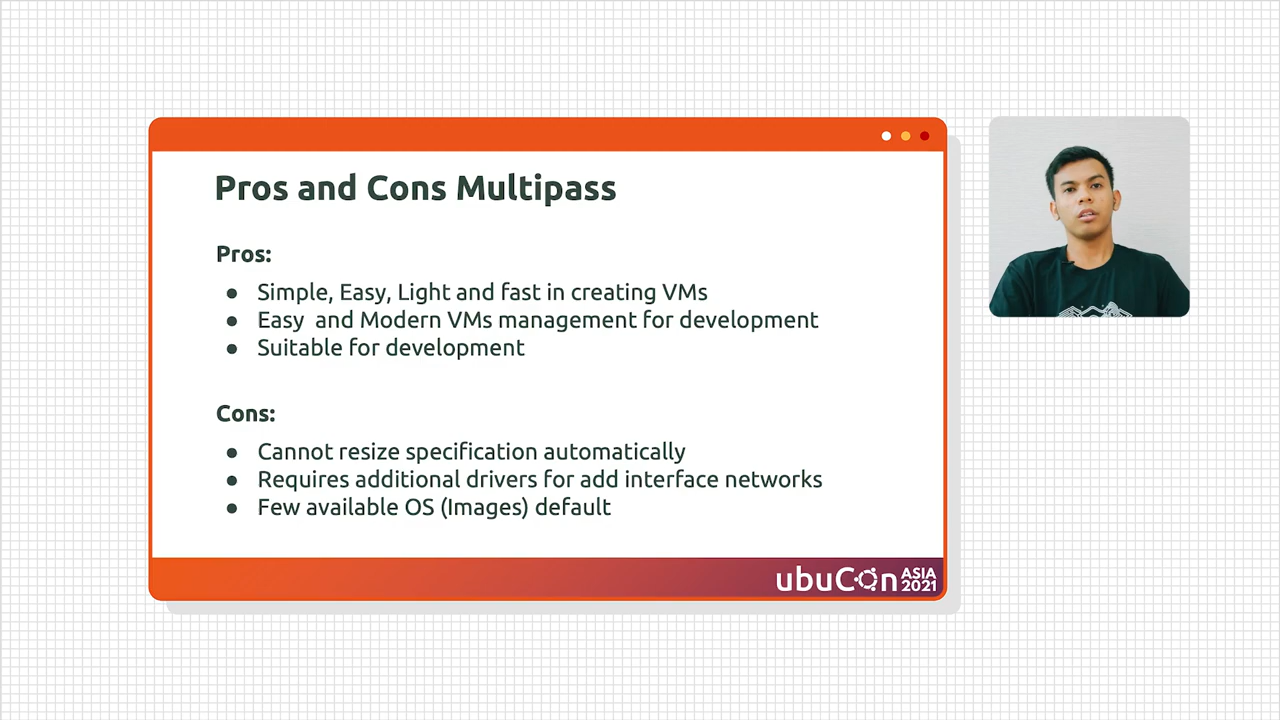 Pros and Cons Multipass
Pros:
● Simple, Easy, Light and fast in creating VMs
● Easy  and Modern VMs management for development
● Suitable for development
Cons:
● Cannot resize specification automatically
● Requires additional drivers for add interface networks
● Few available OS (Images) default
ubuCon ASIA 2021